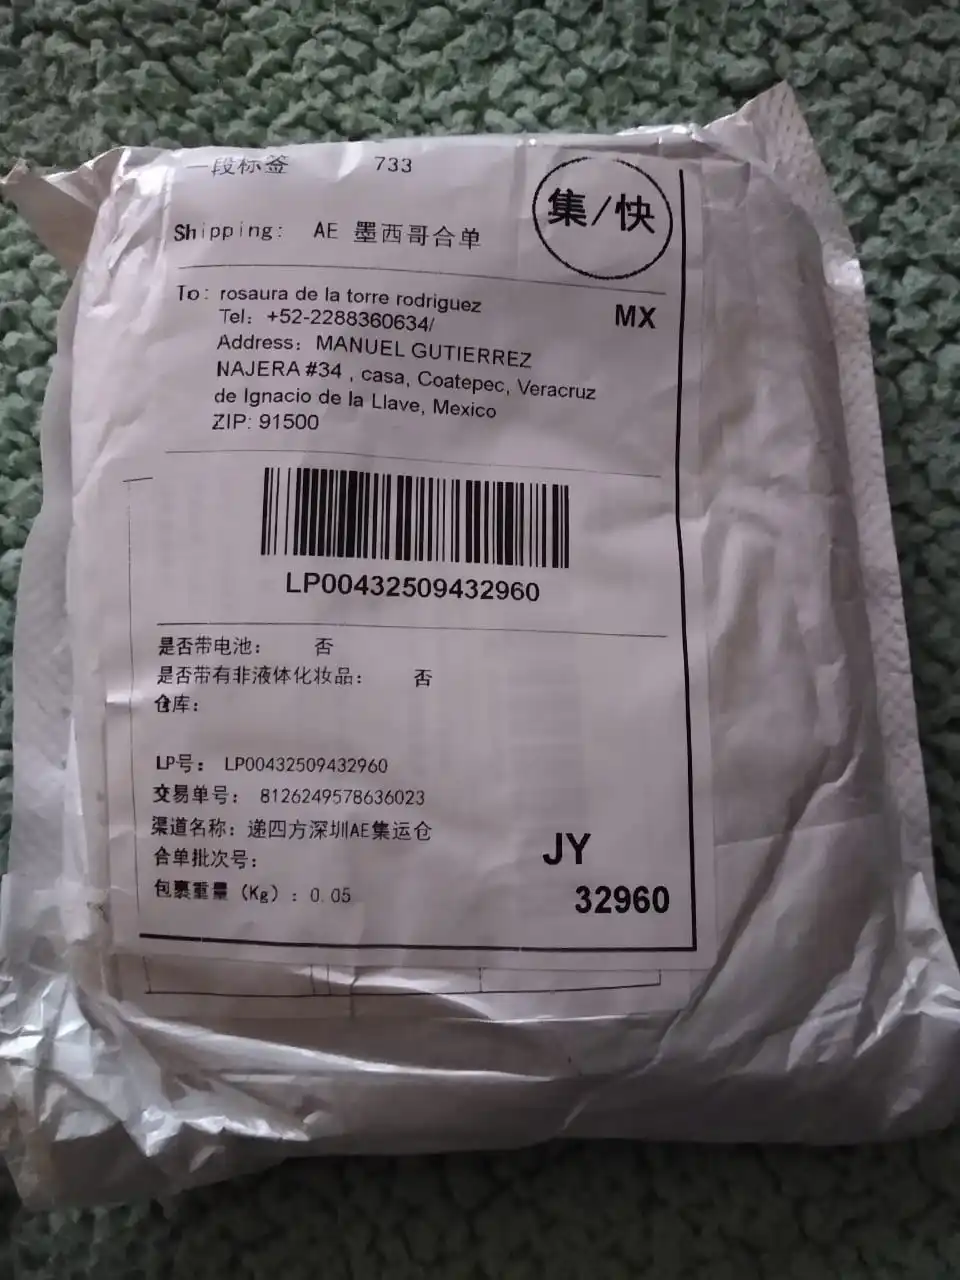 一段标签 733
集/快
Shipping: AE 墨西哥合单
To: rosaura de la torre rodriguez
MX
Tel: +52-2288360634/
Address: MANUEL GUTIERREZ
NAJERA #34 , casa, Coatepec, Veracruz
de Ignacio de la Llave, Mexico
ZIP: 91500
LP00432509432960
是否带电池: 否
是否带有非液体化妆品: 否
仓库:
LP号: LP00432509432960
交易单号: 8126249578636023
渠道名称: 递四方深圳AE集运仓
合单批次号:
包裹重量 (Kg) : 0.05
JY
32960